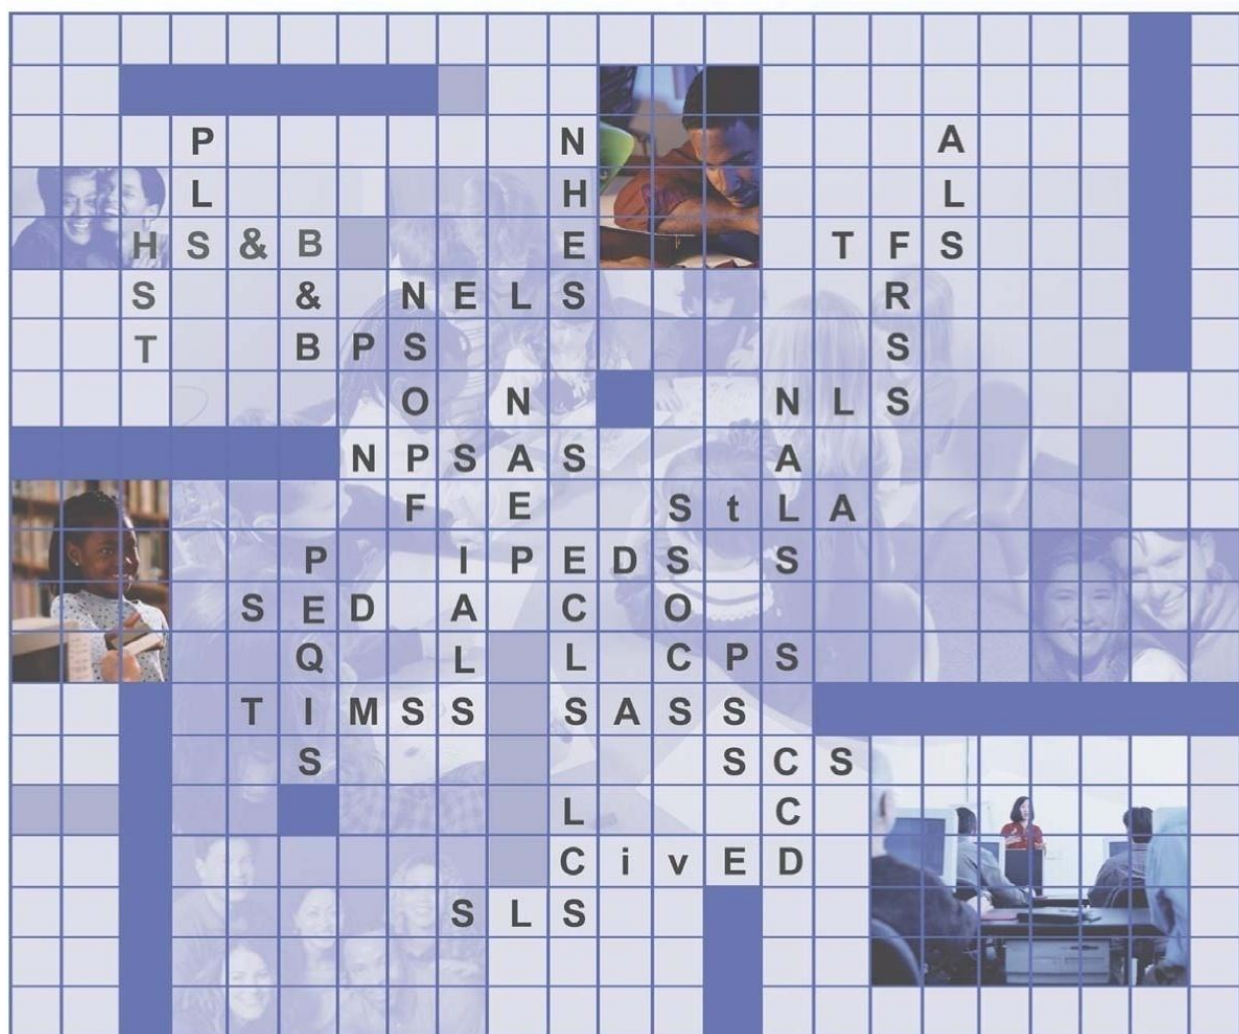 P N A
L H L
H S & B E T F S
S & N E L S R
T B P S S
O N N L S
N P S A S A
F E S t L A
P I P E D S S
S E D A C O
Q L L C P S
T I M S S S A S S
S S C S
L C
C i v E D
S L S